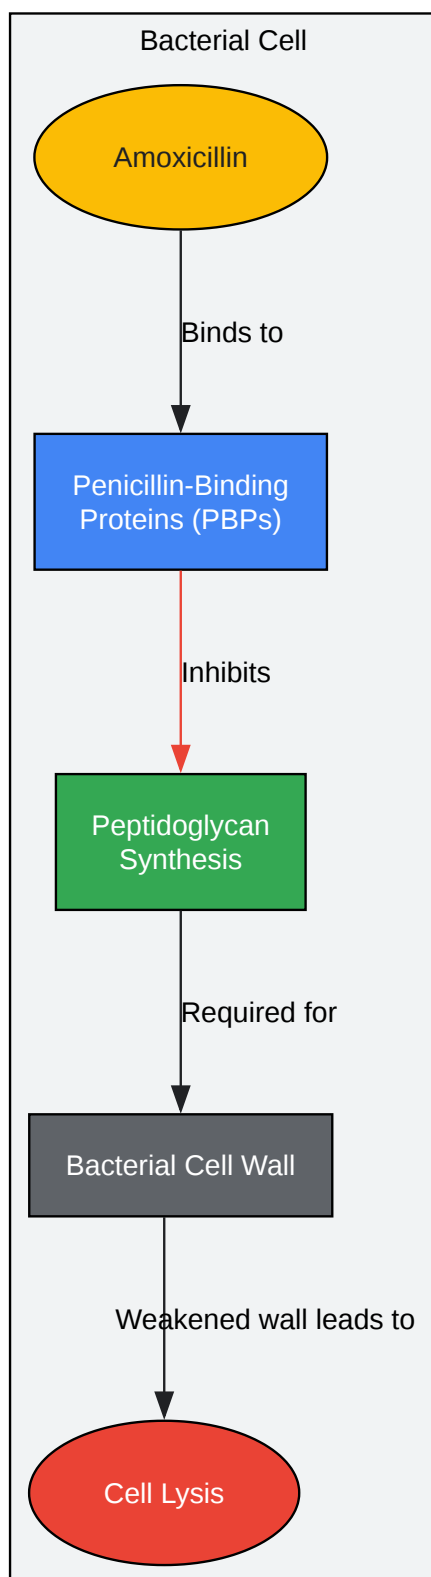 Bacterial Cell
Amoxicillin
Binds to
Penicillin-Binding
Proteins (PBPs)
Inhibits
Peptidoglycan
Synthesis
Required for
Bacterial Cell Wall
Weakened wall leads to
Cell Lysis